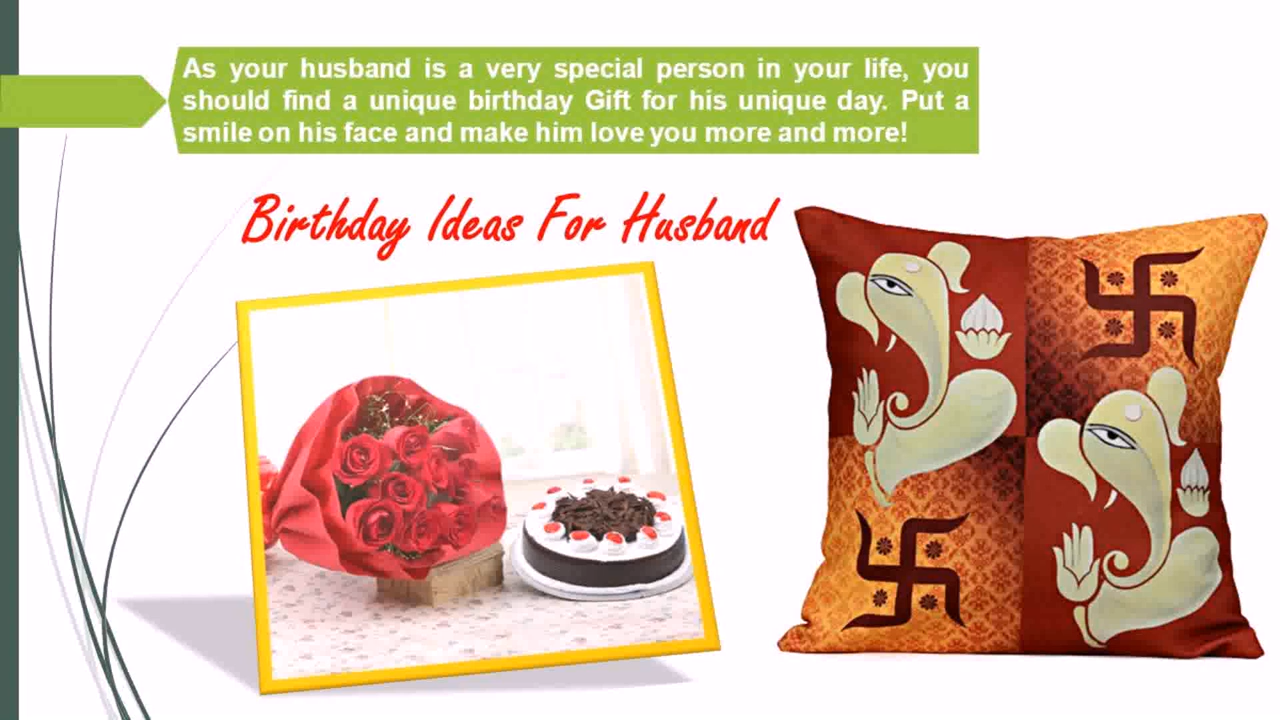 As your husband is a very special person in your life, you
should find a unique birthday Gift for his unique day. Put a
smile on his face and make him love you more and more!
Birthday Ideas For Husband